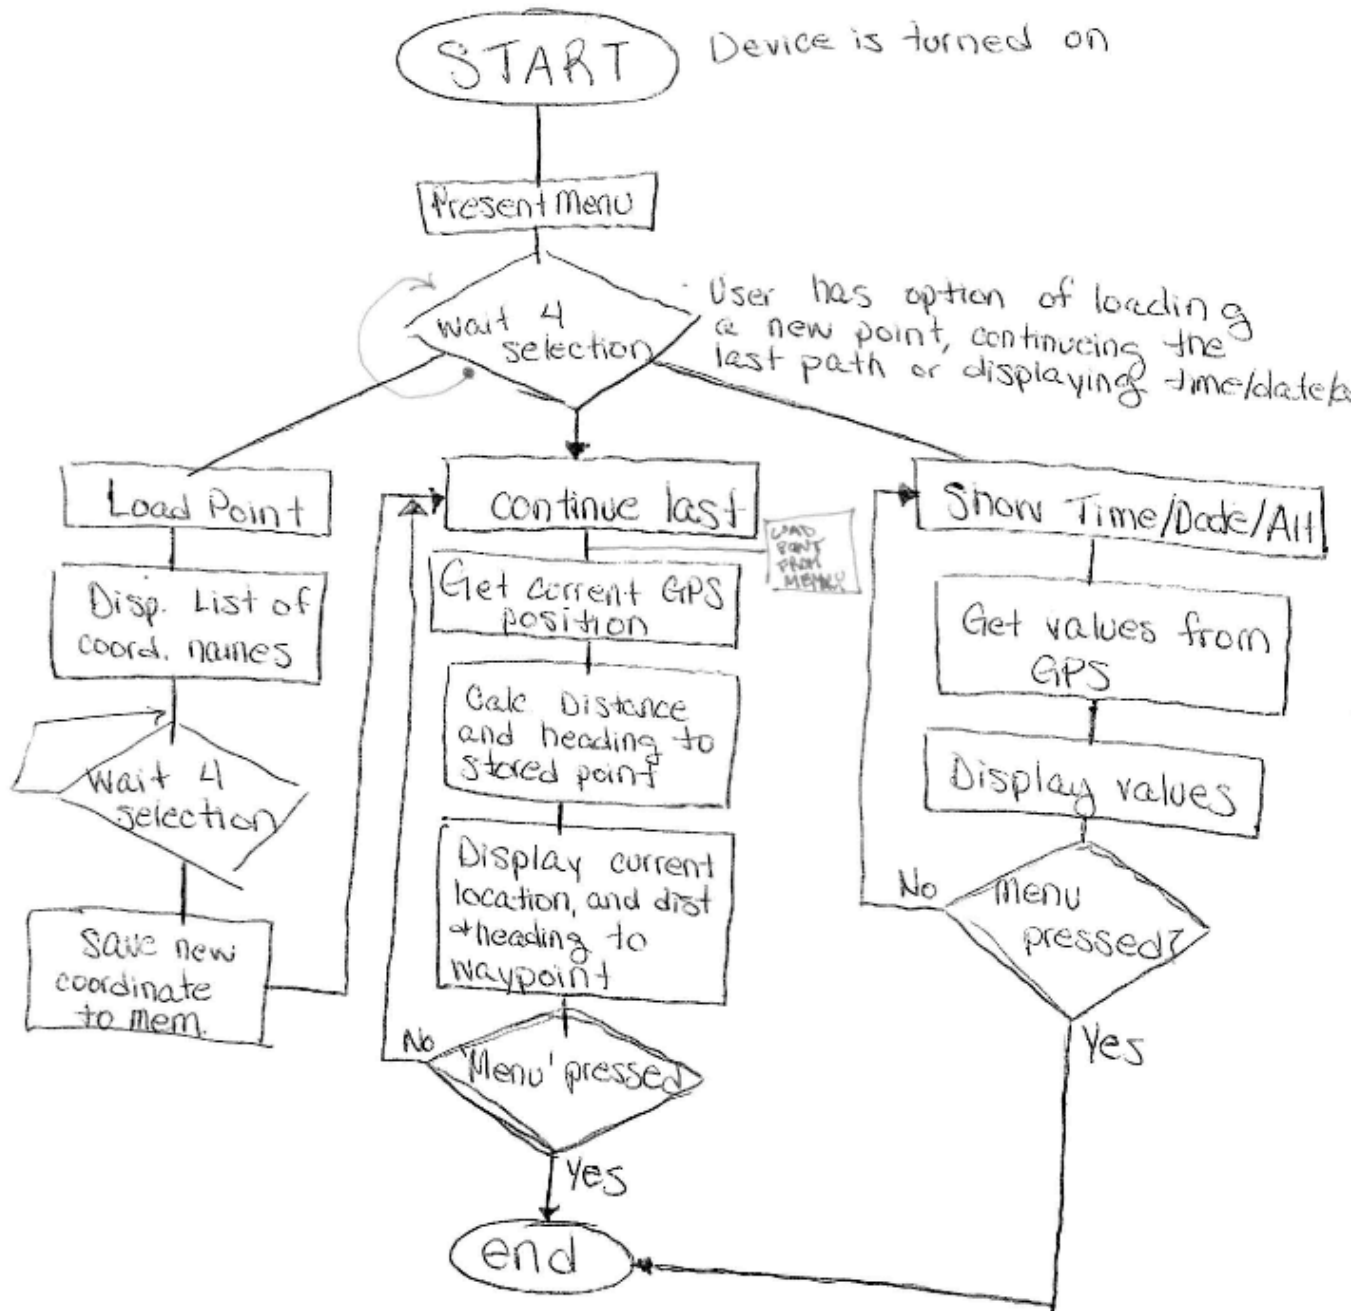 START
Device is turned on
Present Menu
wait 4
selection
User has option of loading
a new point, continuing the
last path or displaying time/date/a
Load Point
continue last
Show Time/Date/Alt
LOAD
POINT
FROM
MEMORY
Disp. List of
coord. names
Get current GPS
position
Get values from
GPS
Calc Distance
and heading to
stored point
wait 4
selection
Display values
Display current
location, and dist
+heading to
waypoint
No
Menu
pressed?
Save new
coordinate
to mem.
No
'Menu' pressed
Yes
Yes
end